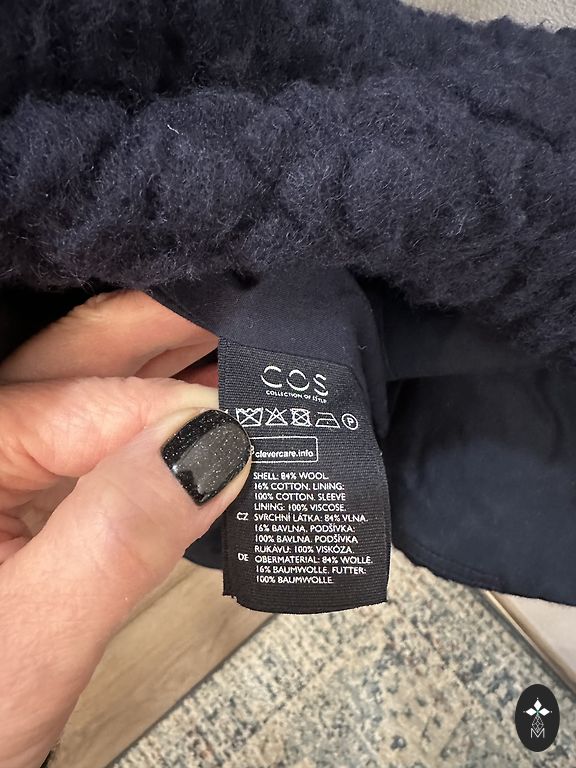 COS
COLLECTION OF STYLE
P
clevercare.info
SHELL: 84% WOOL.
16% COTTON. LINING:
100% COTTON. SLEEVE
LINING: 100% VISCOSE.
CZ SVRCHNÍ LÁTKA: 84% VLNA.
16% BAVLNA. PODŠÍVKA:
100% BAVLNA. PODŠÍVKA
RUKÁVU: 100% VISKÓZA.
DE OBERMATERIAL: 84% WOLLE.
16% BAUMWOLLE. FUTTER:
100% BAUMWOLLE.
M